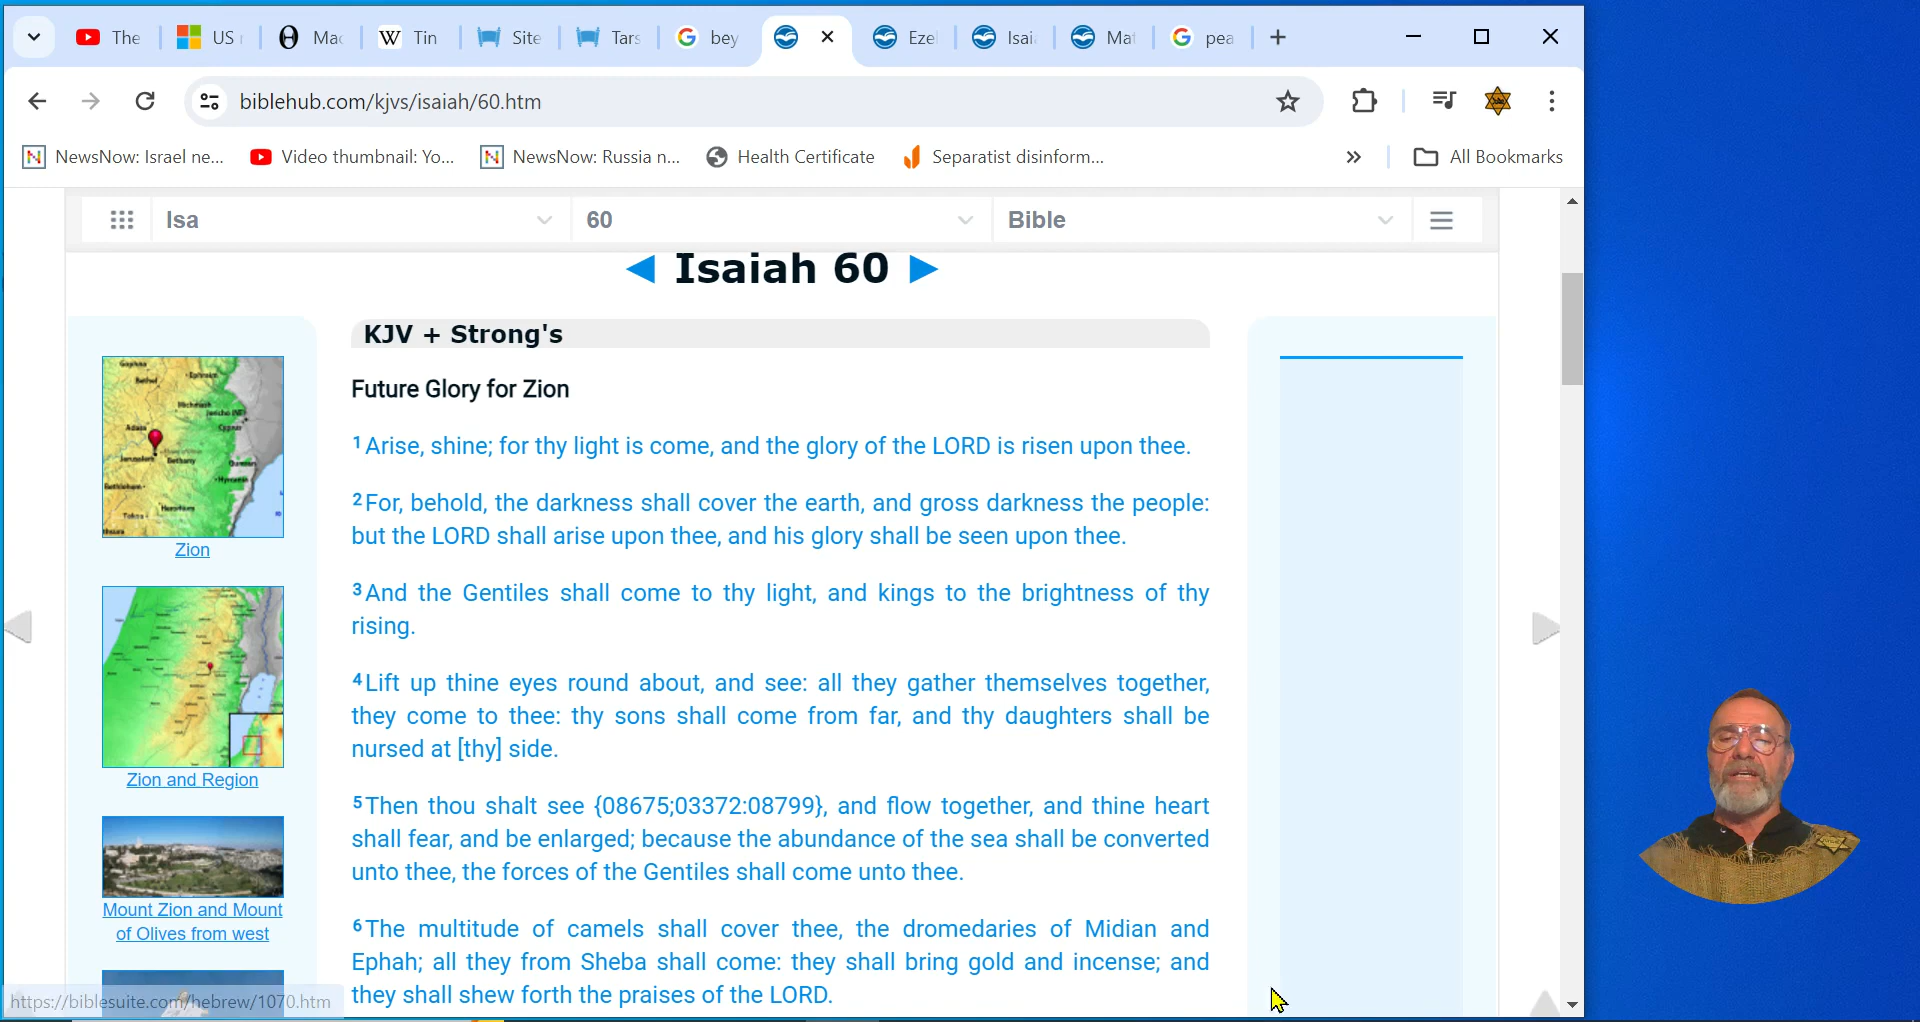 The
US
Mac
W Tin
Site
Tars
bey
Eze
Isai
Mat
pea
biblehub.com/kjvs/isaiah/60.htm
NewsNow: Israel ne...
Video thumbnail: Yo...
NewsNow: Russia n...
Health Certificate
Separatist disinform...
All Bookmarks
Isa
60
Bible
Isaiah 60
KJV + Strong's
Future Glory for Zion
1 Arise, shine; for thy light is come, and the glory of the LORD is risen upon thee.
2 For, behold, the darkness shall cover the earth, and gross darkness the people:
but the LORD shall arise upon thee, and his glory shall be seen upon thee.
3 And the Gentiles shall come to thy light, and kings to the brightness of thy
rising.
4 Lift up thine eyes round about, and see: all they gather themselves together,
they come to thee: thy sons shall come from far, and thy daughters shall be
nursed at [thy] side.
5 Then thou shalt see {08675;03372:08799}, and flow together, and thine heart
shall fear, and be enlarged; because the abundance of the sea shall be converted
unto thee, the forces of the Gentiles shall come unto thee.
6 The multitude of camels shall cover thee, the dromedaries of Midian and
Ephah; all they from Sheba shall come: they shall bring gold and incense; and
they shall shew forth the praises of the LORD.
Zion
Zion and Region
Mount Zion and Mount
of Olives from west
https://biblesuite.com/hebrew/1070.htm